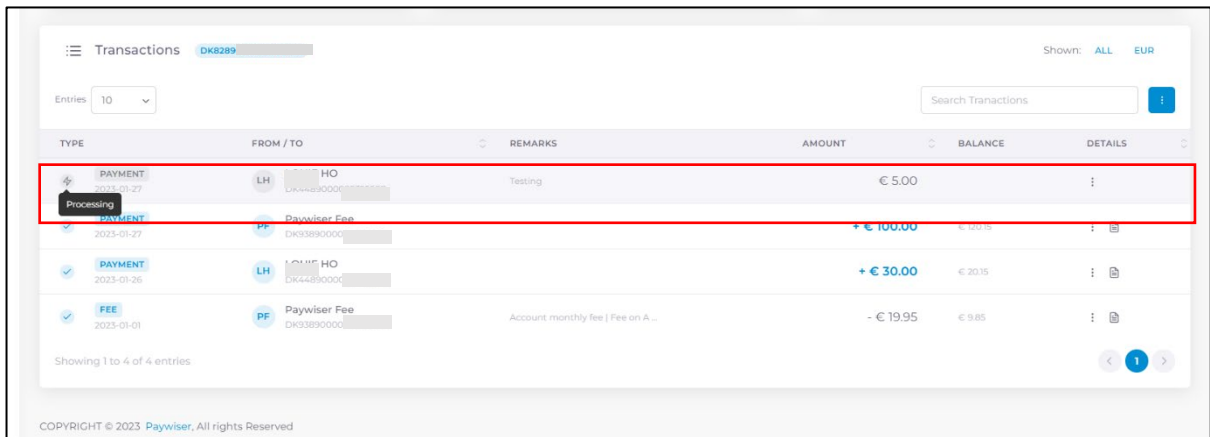 Transactions DK8289 Shown: ALL EUR
Entries 10 Search Tranactions
TYPE FROM / TO REMARKS AMOUNT BALANCE DETAILS
PAYMENT LH HO Testing € 5.00
2023-01-27
Processing
PAYMENT PF Paywiser Fee + € 100.00 € 120.15
2023-01-27 DK93890000
PAYMENT LH HO + € 30.00 € 20.15
2023-01-26 DK44890000
FEE PF Paywiser Fee Account monthly fee | Fee on A ... - € 19.95 € 9.85
2023-01-01 DK93890000
Showing 1 to 4 of 4 entries 1
COPYRIGHT © 2023 Paywiser, All rights Reserved